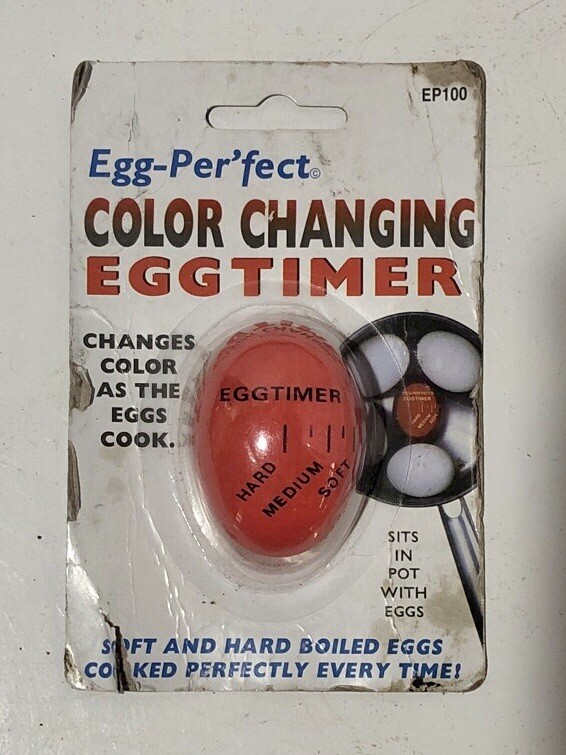 EP100
Egg-Per'fect©
COLOR CHANGING
EGGTIMER
CHANGES
COLOR
AS THE
EGGS
COOK.
EGGTIMER
HARD
MEDIUM
SOFT
SITS
IN
POT
WITH
EGGS
SOFT AND HARD BOILED EGGS
COOKED PERFECTLY EVERY TIME!